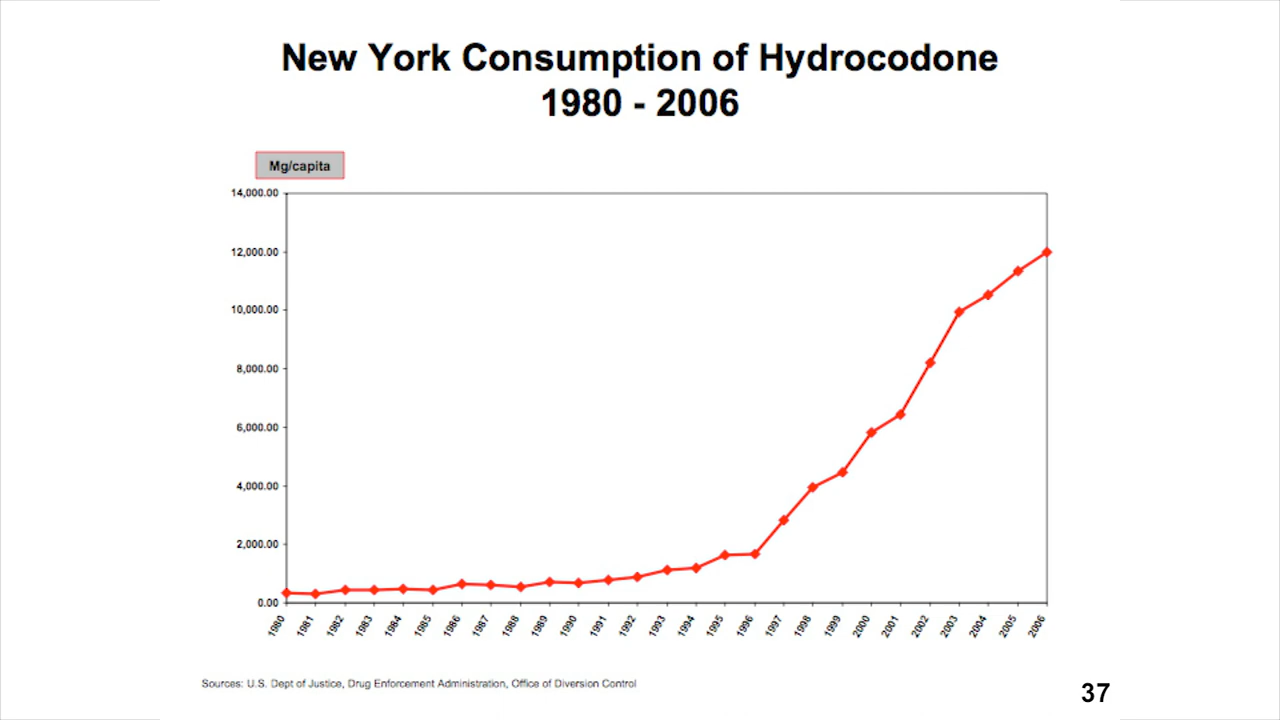 New York Consumption of Hydrocodone
1980 - 2006
Mg/capita
14,000.00
12,000.00
10,000.00
8,000.00
6,000.00
4,000.00
2,000.00
0.00
1980 1981 1982 1983 1984 1985 1986 1987 1988 1989 1990 1991 1992 1993 1994 1995 1996 1997 1998 1999 2000 2001 2002 2003 2004 2005 2006
Sources: U.S. Dept of Justice, Drug Enforcement Administration, Office of Diversion Control
37